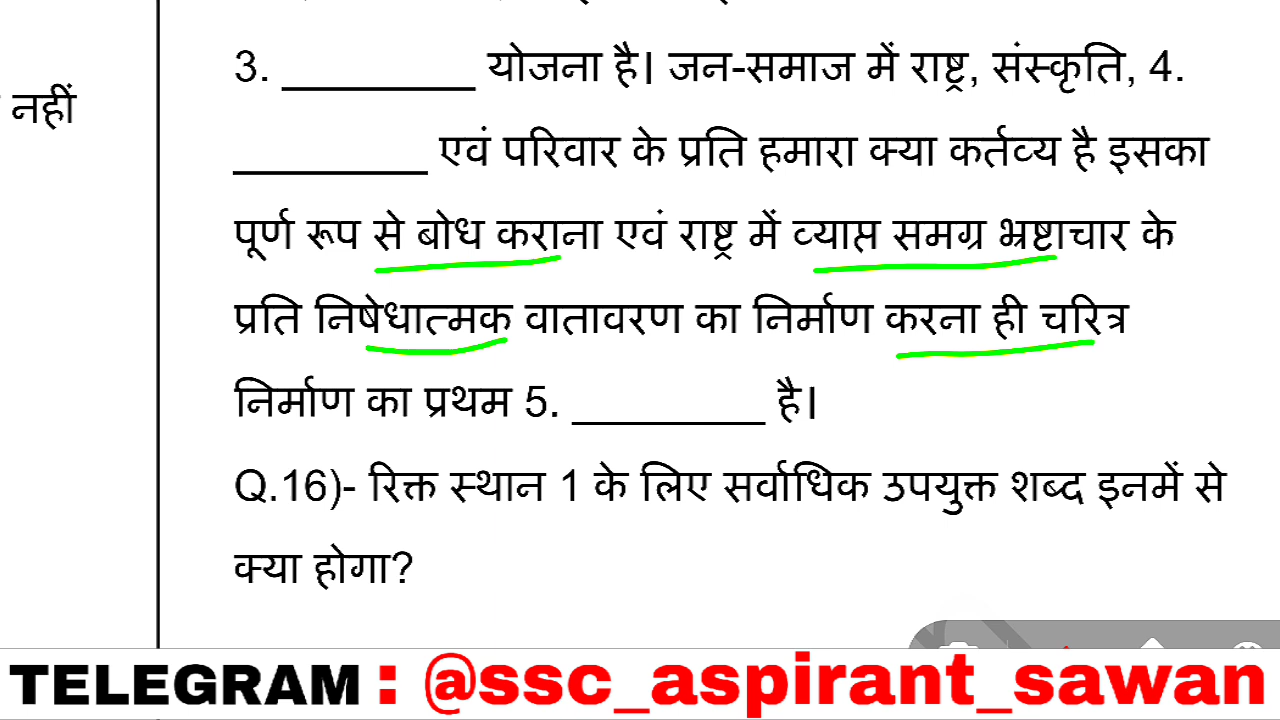 3. ________ योजना है। जन-समाज में राष्ट्र, संस्कृति, 4.
नहीं
________ एवं परिवार के प्रति हमारा क्या कर्तव्य है इसका
पूर्ण रूप से बोध कराना एवं राष्ट्र में व्याप्त समग्र भ्रष्टाचार के
प्रति निषेधात्मक वातावरण का निर्माण करना ही चरित्र
निर्माण का प्रथम 5. ________ है।
Q.16)- रिक्त स्थान 1 के लिए सर्वाधिक उपयुक्त शब्द इनमें से
क्या होगा?
TELEGRAM : @ssc_aspirant_sawan